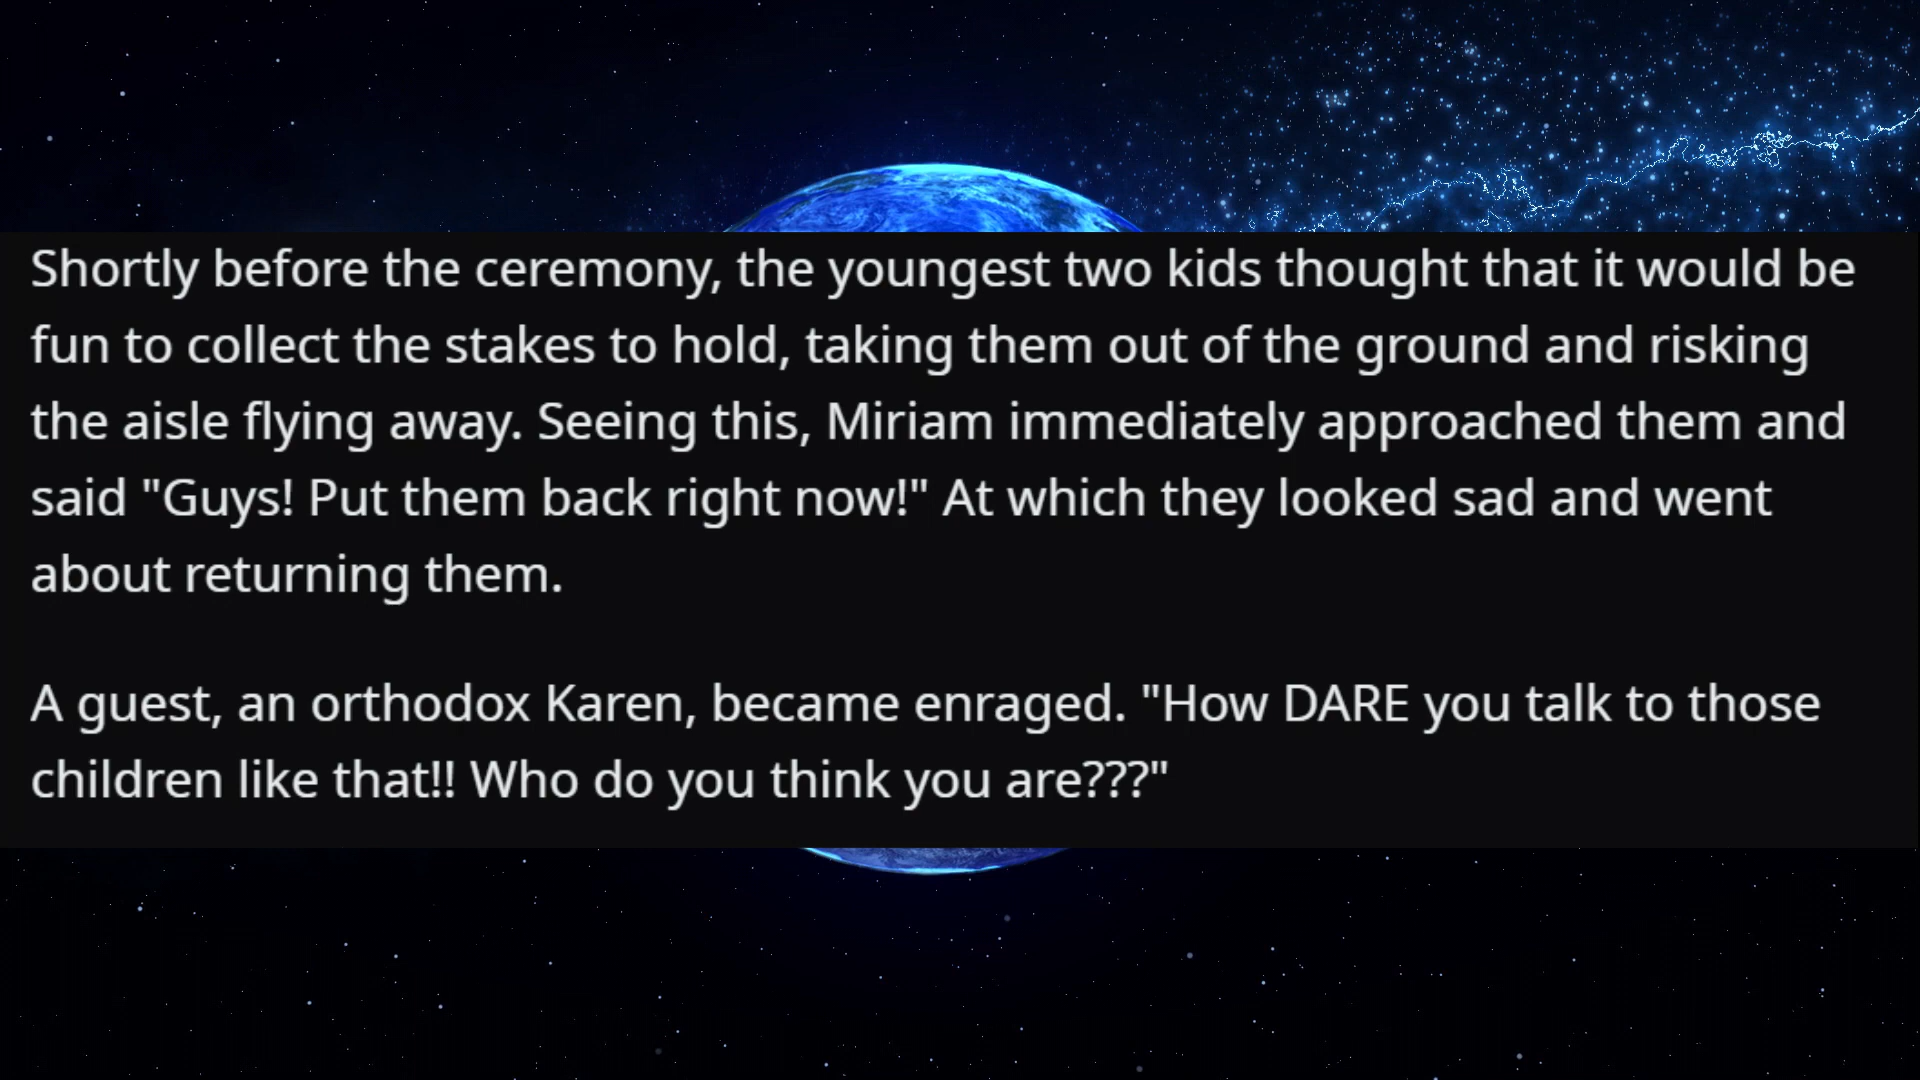 Shortly before the ceremony, the youngest two kids thought that it would be
fun to collect the stakes to hold, taking them out of the ground and risking
the aisle flying away. Seeing this, Miriam immediately approached them and
said "Guys! Put them back right now!" At which they looked sad and went
about returning them.
A guest, an orthodox Karen, became enraged. "How DARE you talk to those
children like that!! Who do you think you are???"